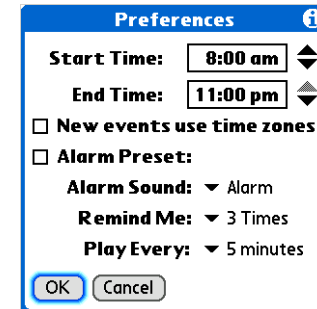 Preferences
Start Time: 8:00 am
End Time: 11:00 pm
New events use time zones
Alarm Preset:
Alarm Sound: Alarm
Remind Me: 3 Times
Play Every: 5 minutes
OK Cancel